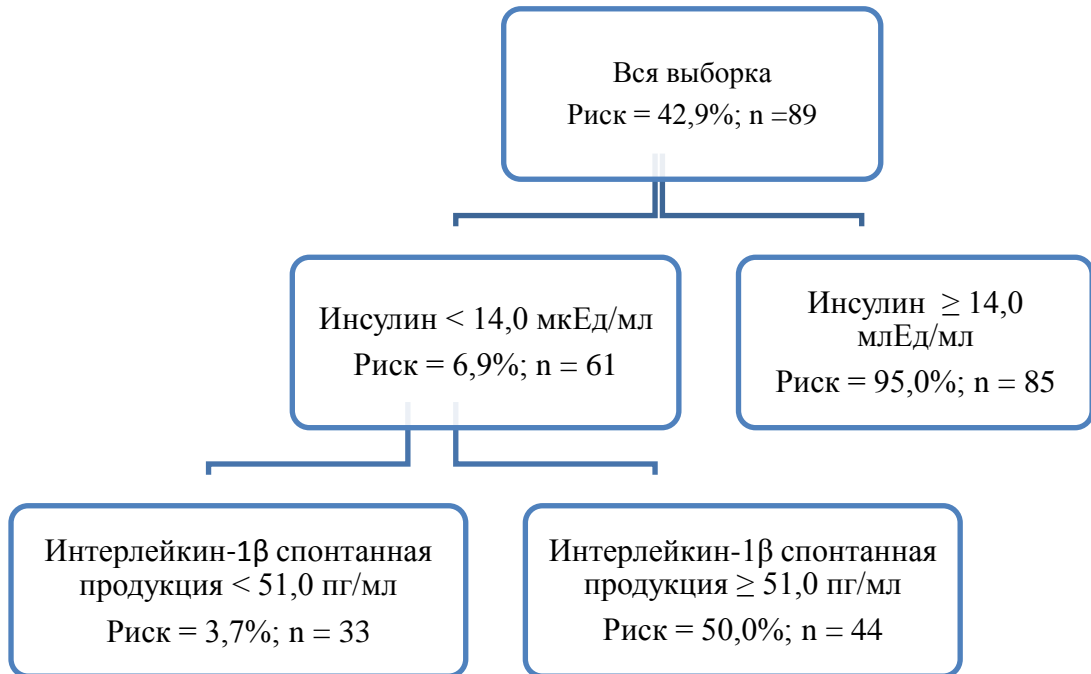 Вся выборка
Риск = 42,9%; n =89
Инсулин < 14,0 мкЕд/мл
Риск = 6,9%; n = 61
Инсулин ≥ 14,0
млЕд/мл
Риск = 95,0%; n = 85
Интерлейкин-1β спонтанная
продукция < 51,0 пг/мл
Риск = 3,7%; n = 33
Интерлейкин-1β спонтанная
продукция ≥ 51,0 пг/мл
Риск = 50,0%; n = 44